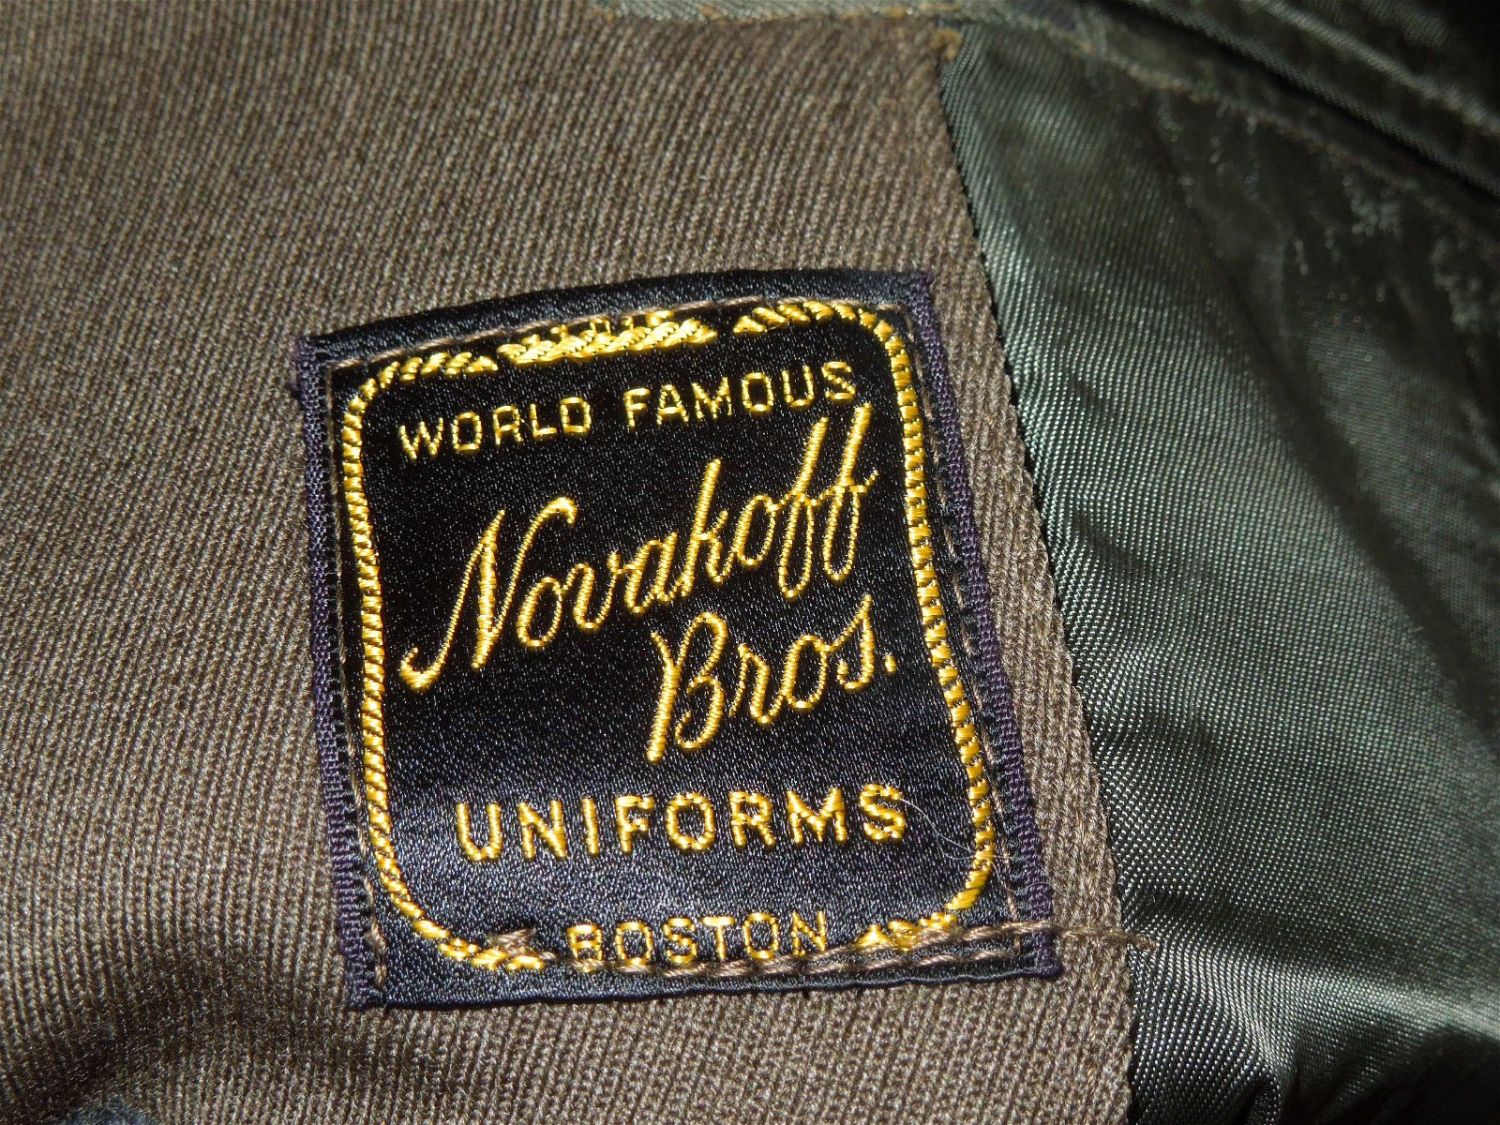 WORLD FAMOUS
Novakoff
Bros.
UNIFORMS
BOSTON